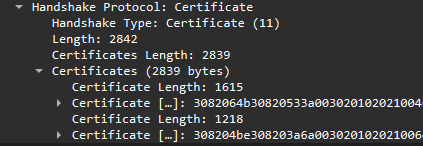 Handshake Protocol: Certificate
Handshake Type: Certificate (11)
Length: 2842
Certificates Length: 2839
Certificates (2839 bytes)
Certificate Length: 1615
Certificate […]: 3082064b30820533a003020102021004
Certificate Length: 1218
Certificate […]: 308204be308203a6a003020102021006